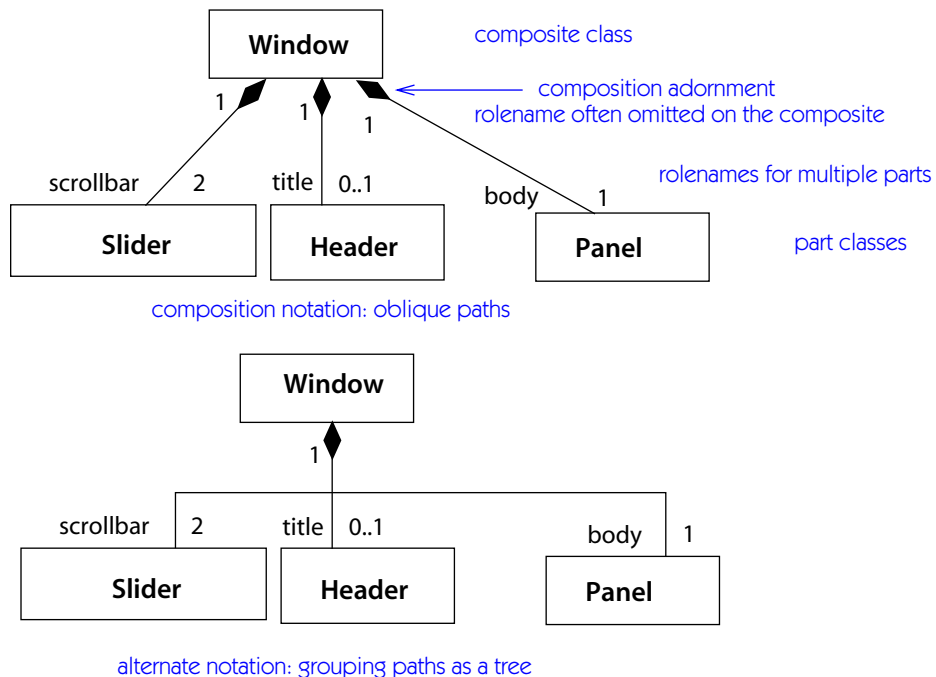 Window
composite class
1
1
1
composition adornment
rolename often omitted on the composite
scrollbar
2
title
0..1
body
1
rolenames for multiple parts
Slider
Header
Panel
part classes
composition notation: oblique paths
Window
1
scrollbar
2
title
0..1
body
1
Slider
Header
Panel
alternate notation: grouping paths as a tree